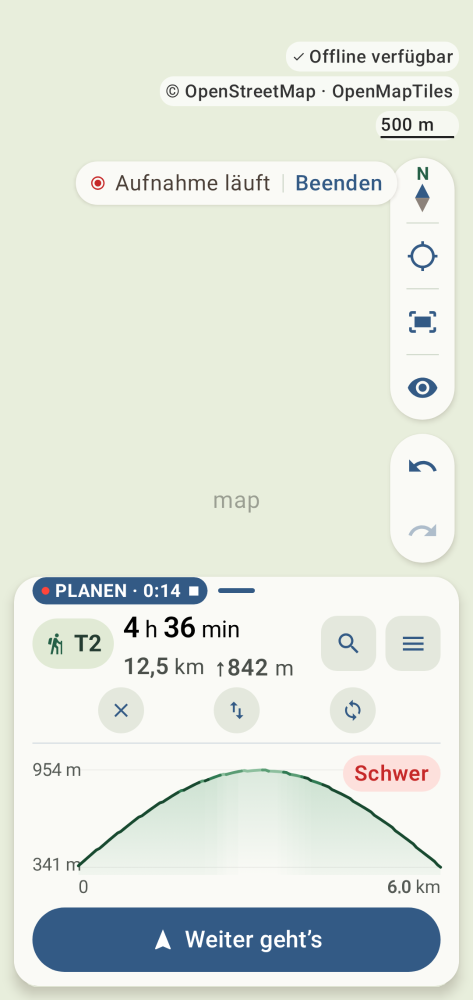 ✓ Offline verfügbar
© OpenStreetMap · OpenMapTiles
500 m
Aufnahme läuft | Beenden
N
map
PLANEN · 0:14
T2
4 h 36 min
12,5 km ↑842 m
954 m
Schwer
341 m
0
6.0 km
Weiter geht's